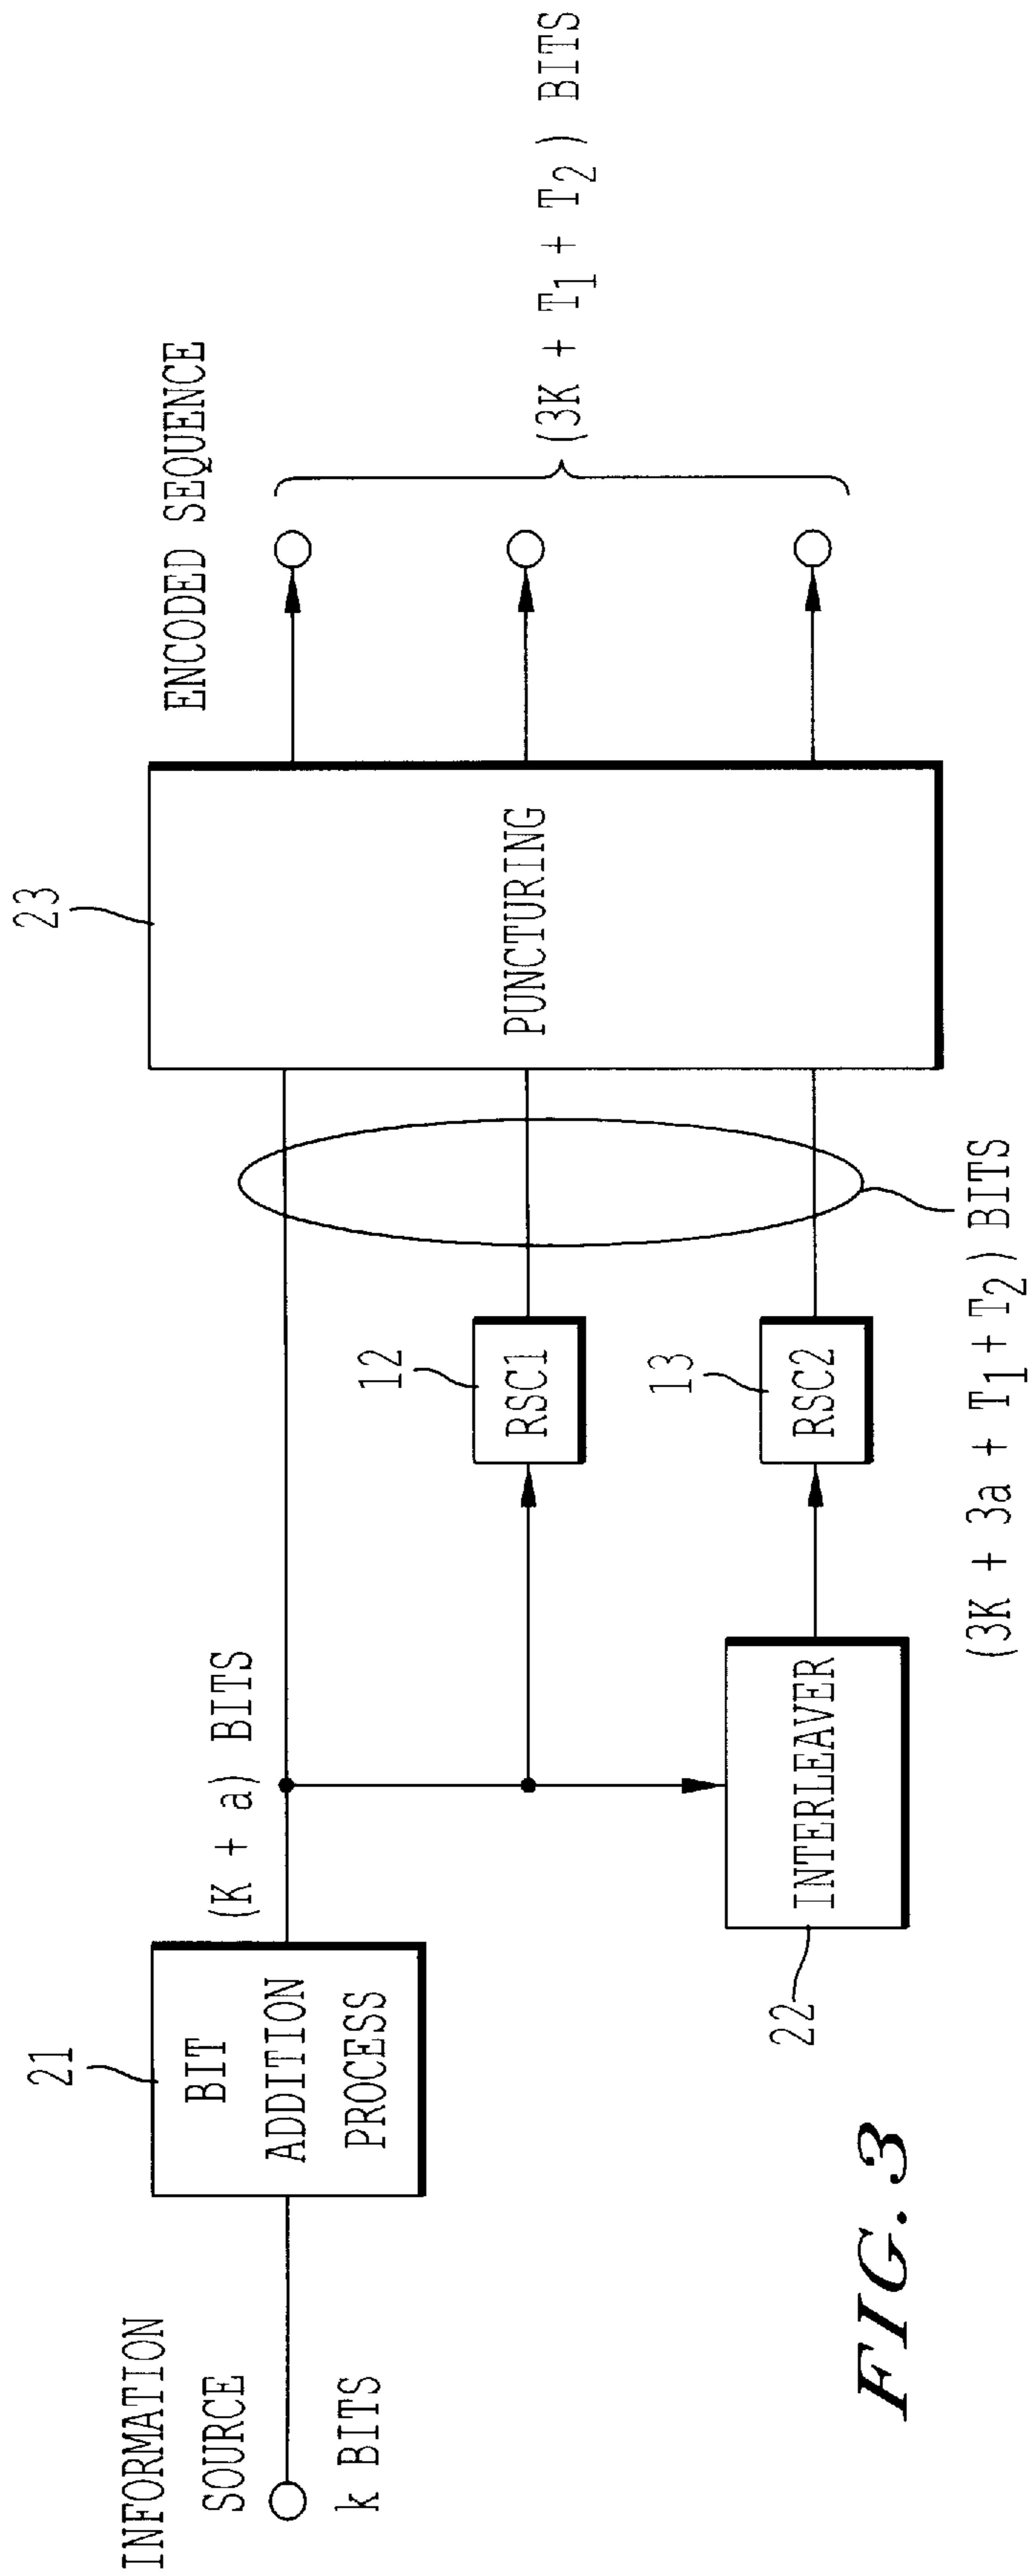 INFORMATION
SOURCE
k BITS
21
BIT
ADDITION
PROCESS
(K + a) BITS
22
INTERLEAVER
12
RSC1
13
RSC2
(3K + 3a + T1 + T2) BITS
23
PUNCTURING
ENCODED SEQUENCE
(3K + T1 + T2) BITS
FIG. 3